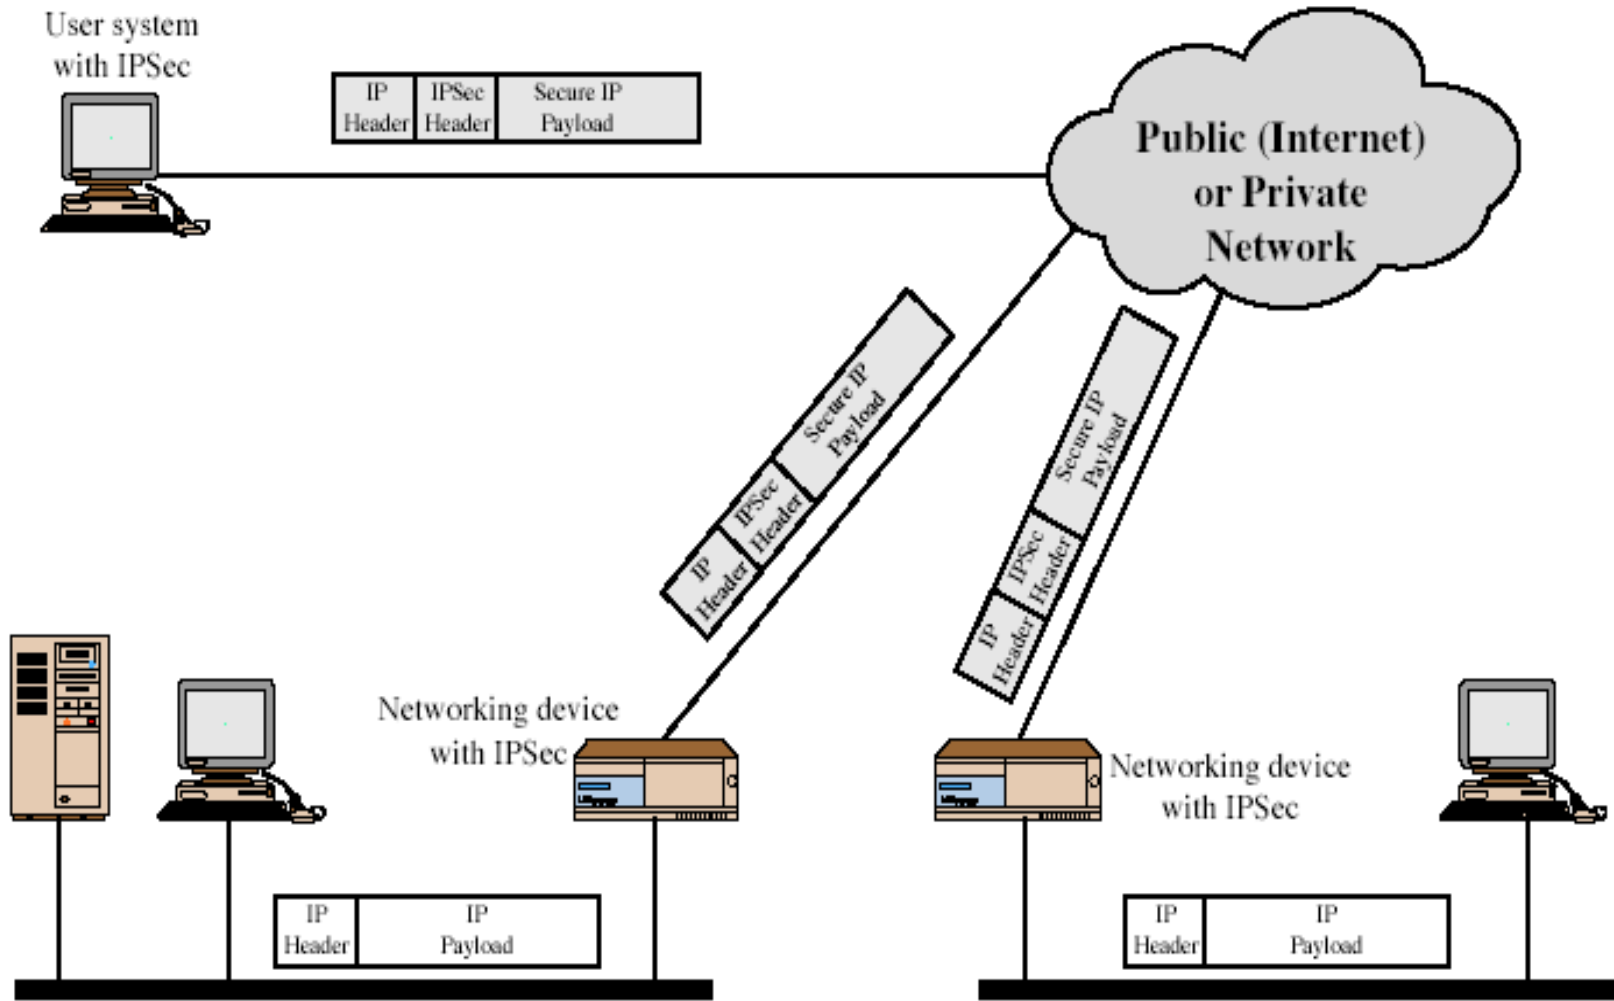 User system
with IPSec
IP
Header
IPSec
Header
Secure IP
Payload
Public (Internet)
or Private
Network
Secure IP
Payload
IPSec
Header
IP
Header
Secure IP
Payload
IPSec
Header
IP
Header
Networking device
with IPSec
Networking device
with IPSec
IP
Header
IP
Payload
IP
Header
IP
Payload